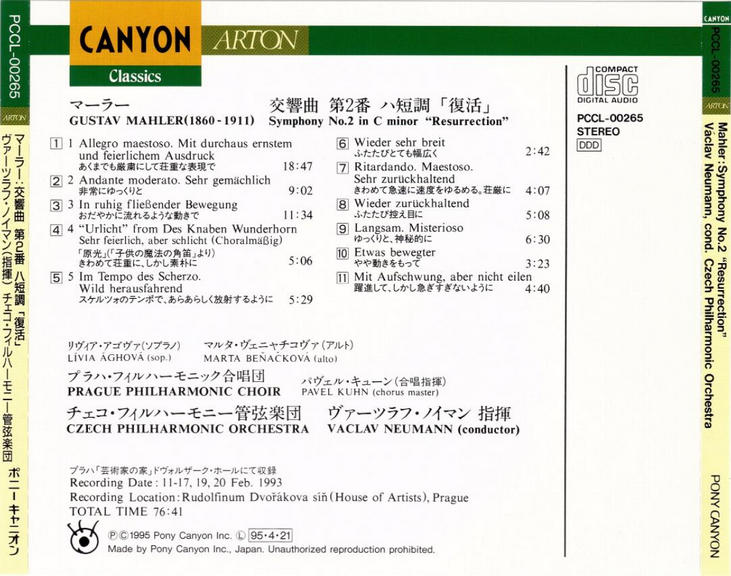 PCCL-00265
ARTON
マーラー:交響曲 第2番 ハ短調「復活」
ヴァーツラフ・ノイマン(指揮) チェコ・フィルハーモニー管弦楽団
ポニーキャニオン
CANYON
Classics
ARTON
マーラー 交響曲 第2番 ハ短調「復活」
GUSTAV MAHLER(1860-1911) Symphony No.2 in C minor “Resurrection”
1 1 Allegro maestoso. Mit durchaus ernstem
und feierlichem Ausdruck
あくまでも厳粛にして荘重な表現で 18:47
2 2 Andante moderato. Sehr gemächlich
非常にゆっくりと 9:02
3 3 In ruhig fließender Bewegung
おだやかに流れるような動きで 11:34
4 4 “Urlicht” from Des Knaben Wunderhorn
Sehr feierlich, aber schlicht (Choralmäßig)
「原光」(「子供の魔法の角笛」より)
きわめて荘重に、しかし素朴に 5:06
5 5 Im Tempo des Scherzo.
Wild herausfahrend
スケルツォのテンポで、あらあらしく放射するように 5:29
6 Wieder sehr breit
ふたたびとても幅広く 2:42
7 Ritardando. Maestoso.
Sehr zurückhaltend
きわめて急速に速度をゆるめる。荘厳に 4:07
8 Wieder zurückhaltend
ふたたび控え目に 5:08
9 Langsam. Misterioso
ゆっくりと、神秘的に 6:30
10 Etwas bewegter
やや動きをもって 3:23
11 Mit Aufschwung, aber nicht eilen
躍進して、しかし急ぎすぎないように 4:40
リヴィア・アゴヴァ(ソプラノ) マルタ・ベニャチコヴァ(アルト)
LÍVIA ÁGHOVÁ (sop.) MARTA BEŇAČKOVÁ (alto)
プラハ・フィルハーモニック合唱団 パヴェル・キューン(合唱指揮)
PRAGUE PHILHARMONIC CHOIR PAVEL KUHN (chorus master)
チェコ・フィルハーモニー管弦楽団 ヴァーツラフ・ノイマン 指揮
CZECH PHILHARMONIC ORCHESTRA VACLAV NEUMANN (conductor)
プラハ「芸術家の家」ドヴォルザーク・ホールにて収録
Recording Date : 11-17, 19, 20 Feb. 1993
Recording Location: Rudolfinum Dvořákova síň (House of Artists), Prague
TOTAL TIME 76:41
Ⓟ©1995 Pony Canyon Inc. Ⓛ 95・4・21
Made by Pony Canyon Inc., Japan. Unauthorized reproduction prohibited.
COMPACT
disc
DIGITAL AUDIO
PCCL-00265
STEREO
DDD
CANYON
PCCL-00265
ARTON
Mahler:Symphony No.2 “Resurrection”
Vaclav Neumann, cond. Czech Philharmonic Orchestra
PONY CANYON